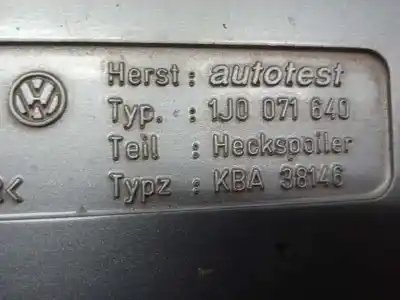 Herst : autotest
Typ. : 1J0 071 640
Teil : Heckspoiler
Typz : KBA 38146